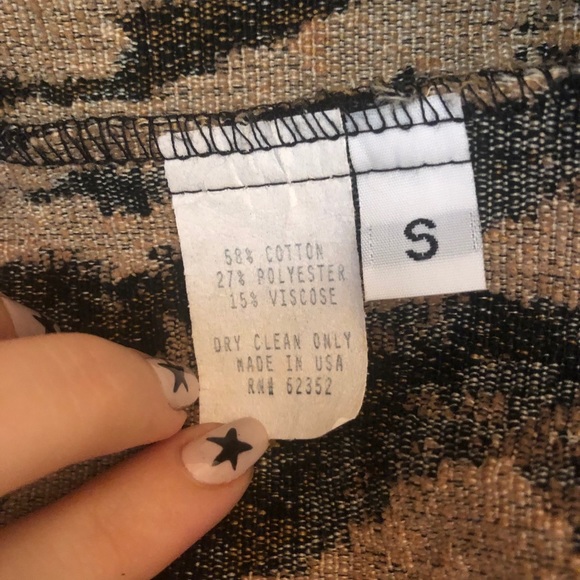 58% COTTON
27% POLYESTER
15% VISCOSE
DRY CLEAN ONLY
MADE IN USA
RN# 62352
S